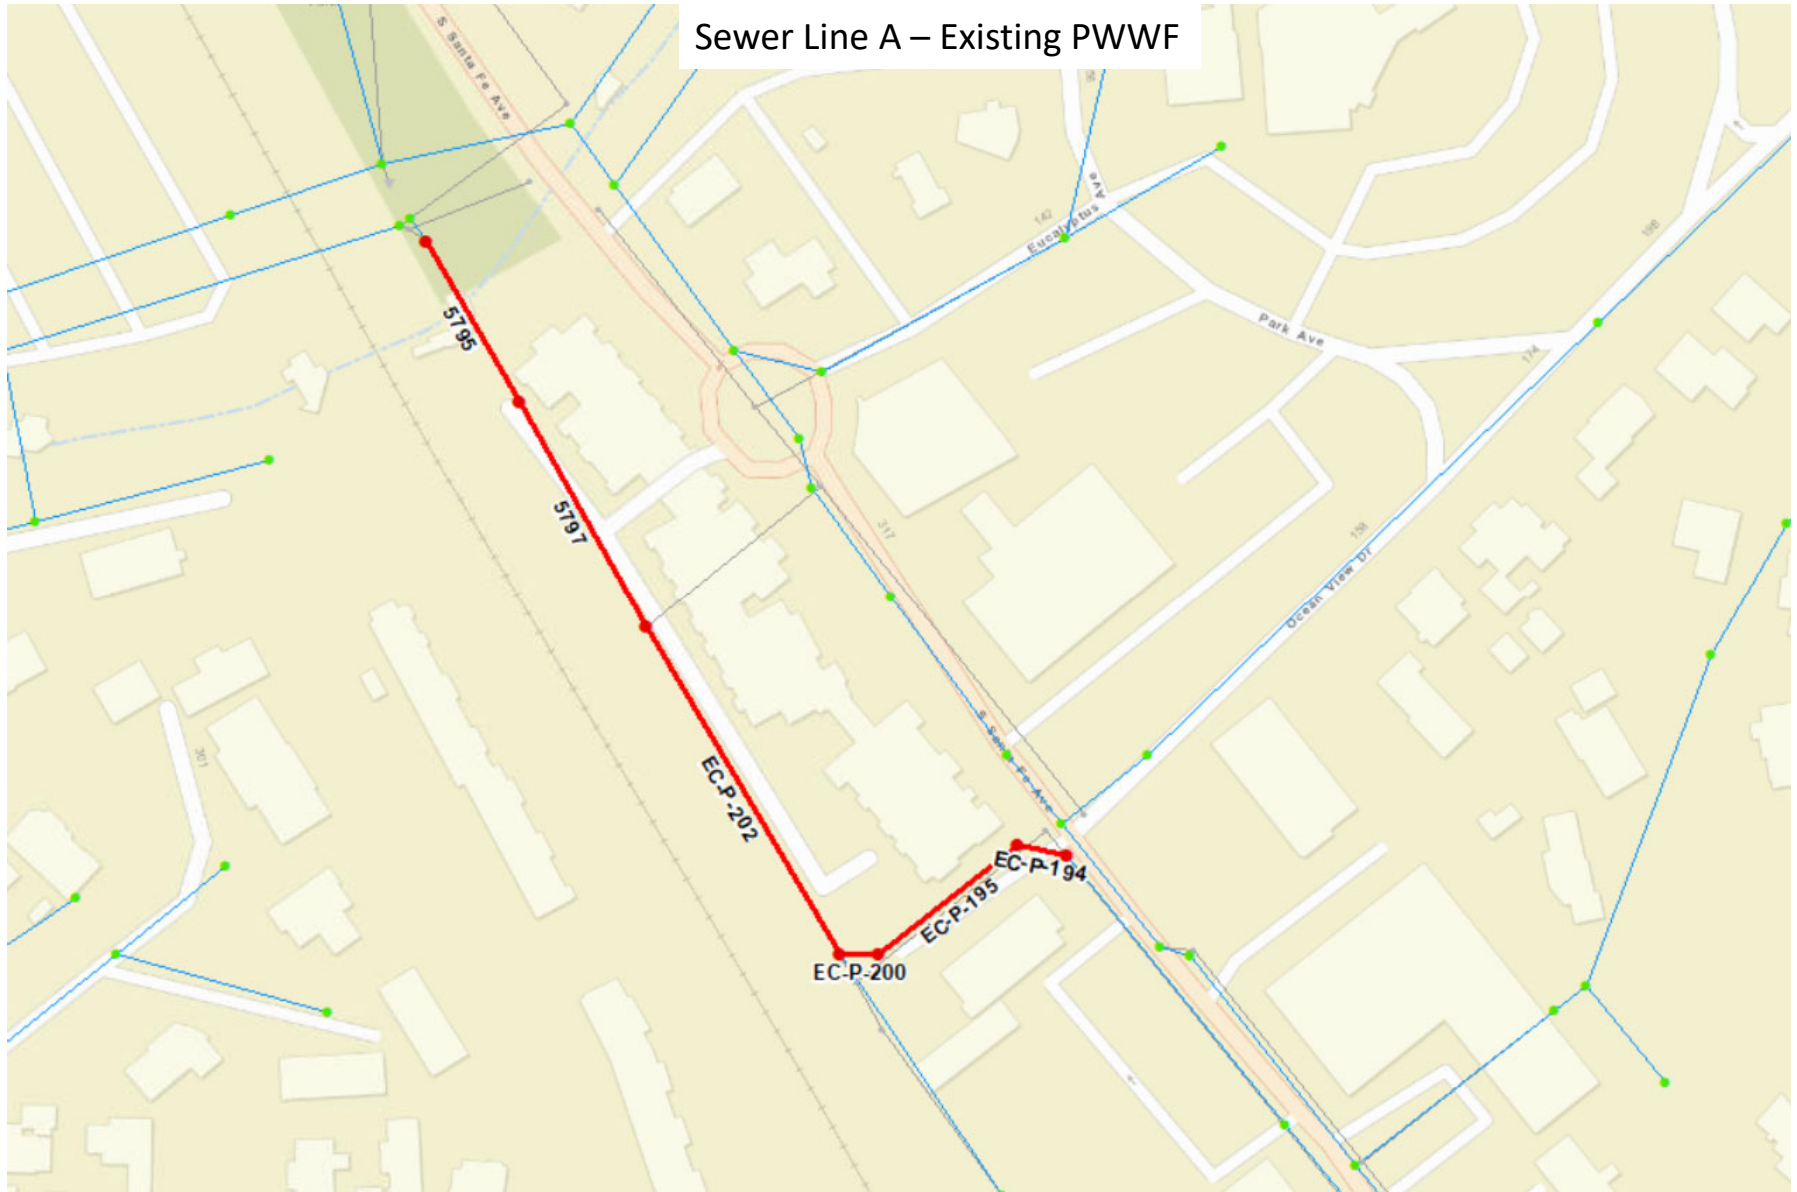 Sewer Line A – Existing PWWF
S Santa Fe Ave
Ave
142
Eucalyptus
198
Park Ave
174
5795
5797
317
158
Ocean View Dr
S Santa Fe Ave
301
EC-P-202
EC-P-194
EC-P-195
EC-P-200